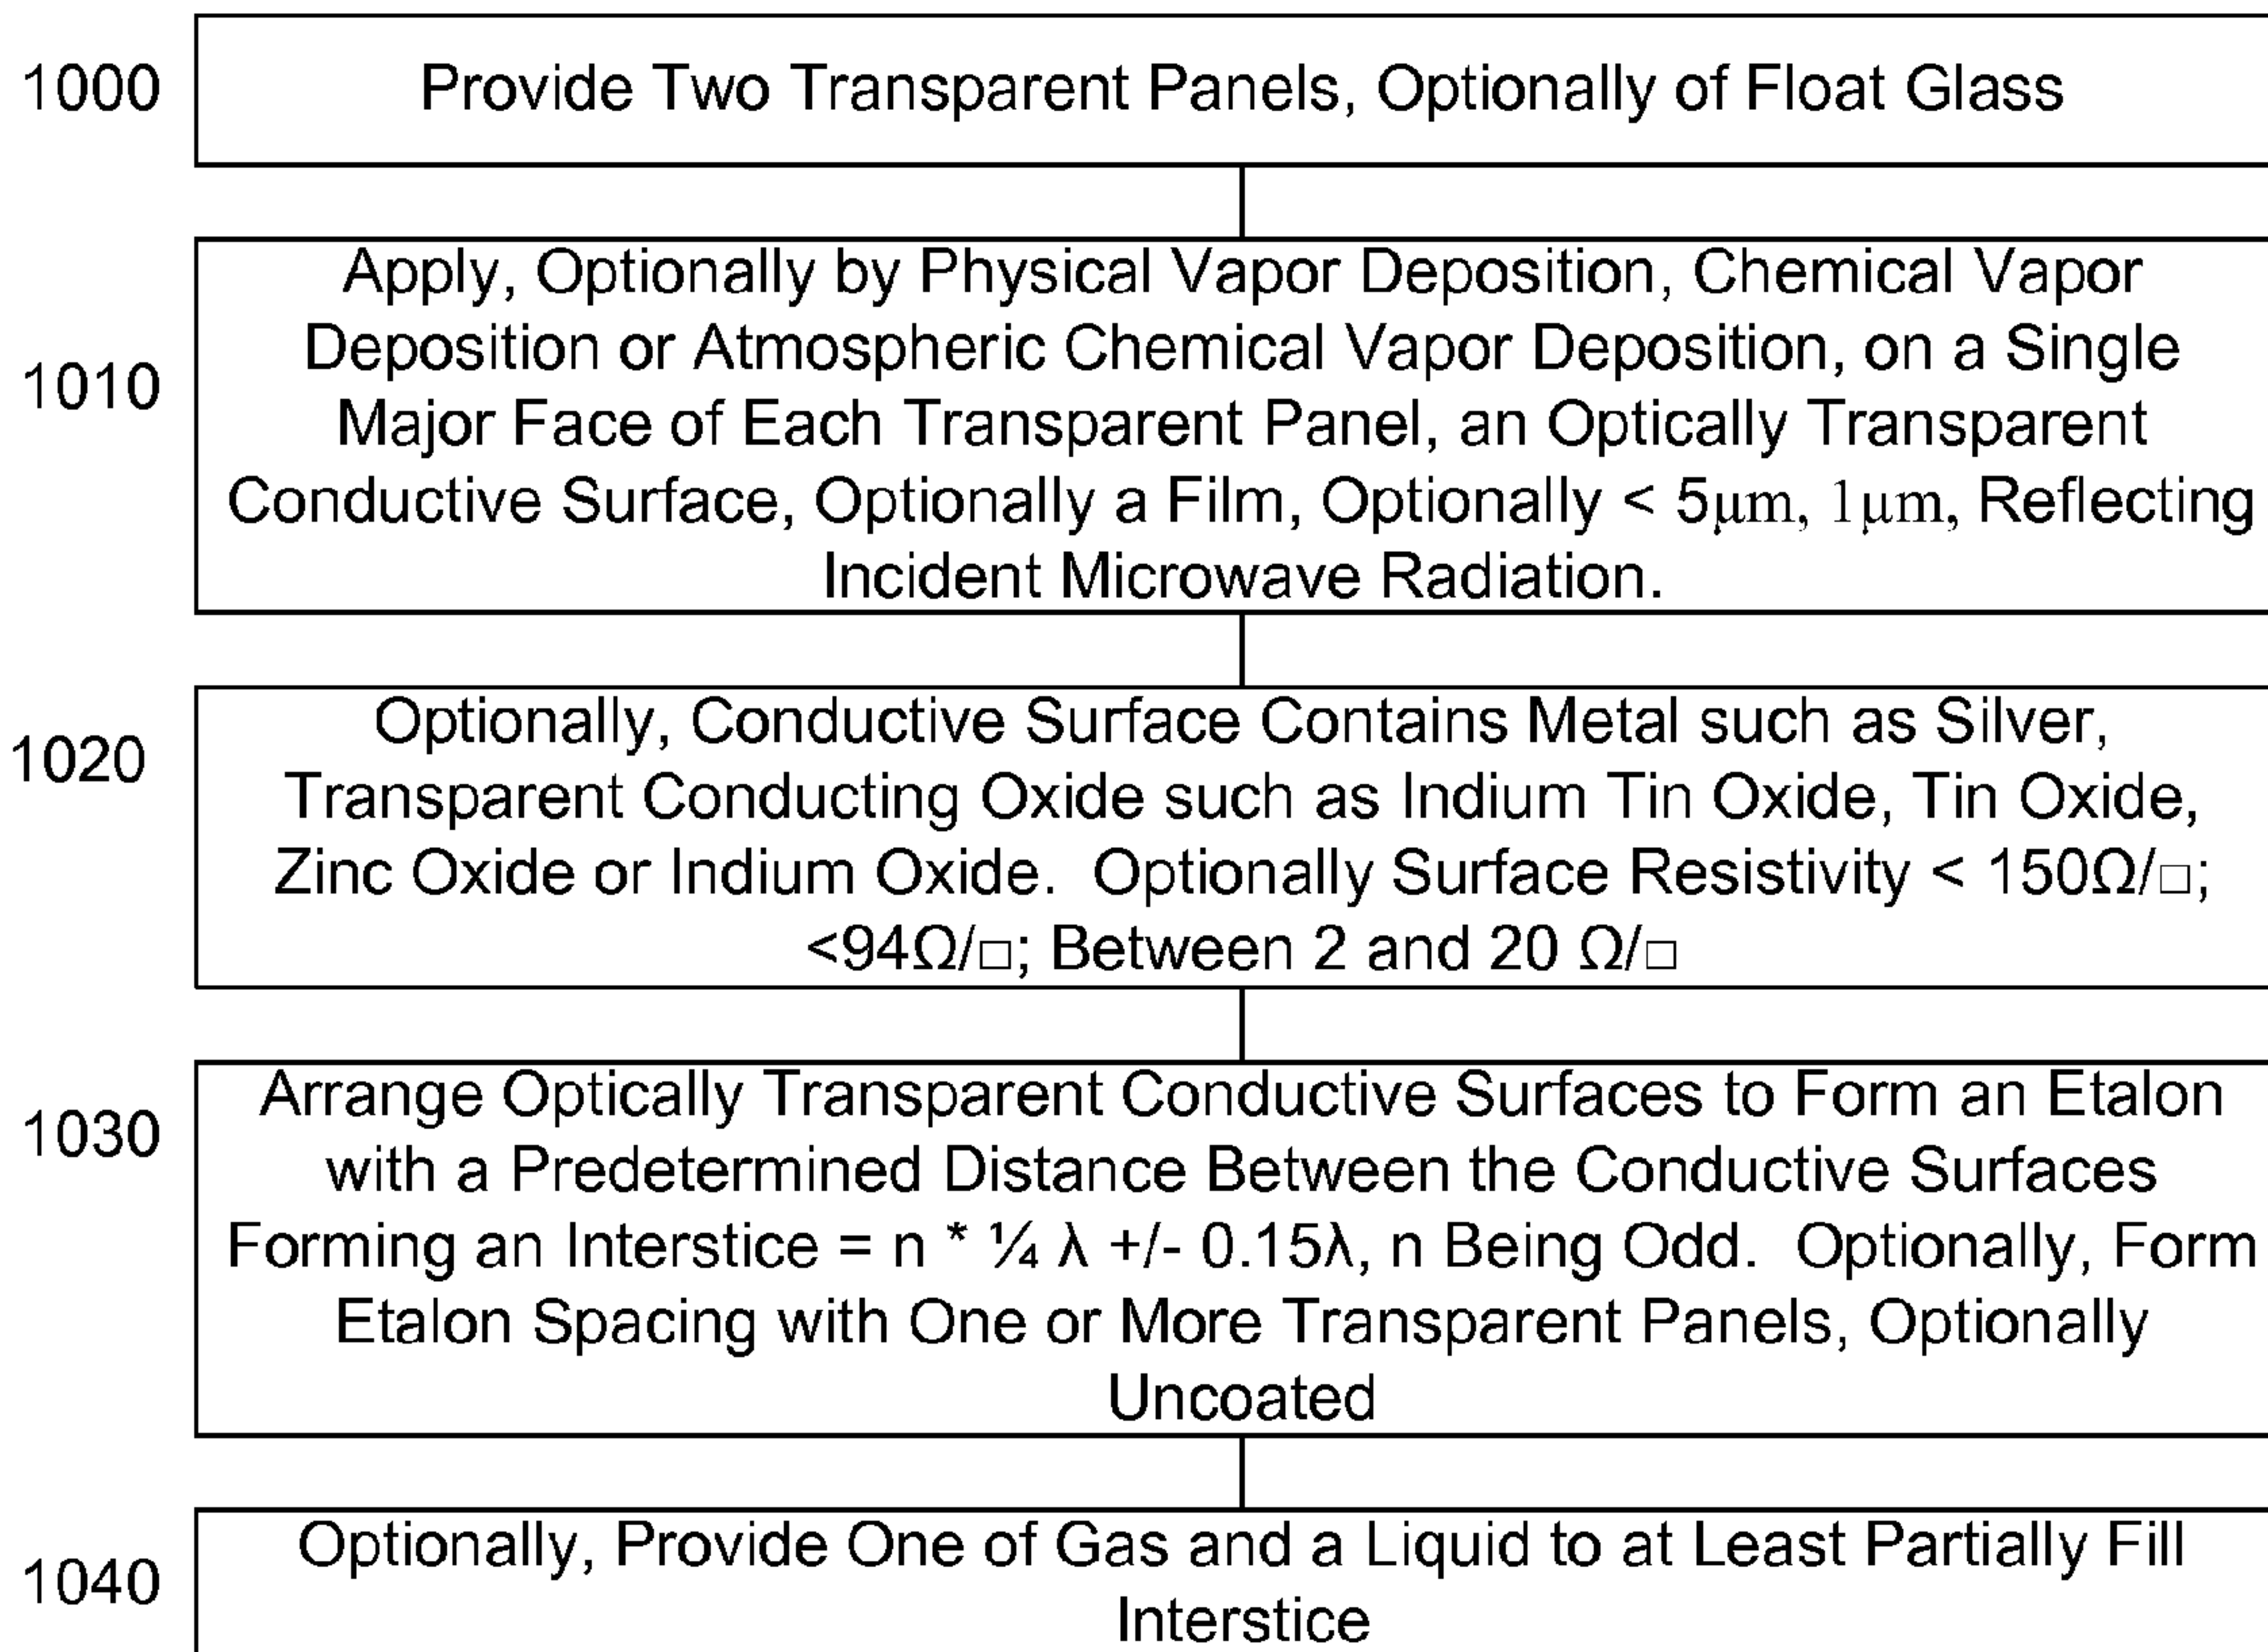 1000
Provide Two Transparent Panels, Optionally of Float Glass
1010
Apply, Optionally by Physical Vapor Deposition, Chemical Vapor
Deposition or Atmospheric Chemical Vapor Deposition, on a Single
Major Face of Each Transparent Panel, an Optically Transparent
Conductive Surface, Optionally a Film, Optionally < 5μm, 1μm, Reflecting
Incident Microwave Radiation.
1020
Optionally, Conductive Surface Contains Metal such as Silver,
Transparent Conducting Oxide such as Indium Tin Oxide, Tin Oxide,
Zinc Oxide or Indium Oxide.  Optionally Surface Resistivity < 150Ω/□;
<94Ω/□; Between 2 and 20 Ω/□
1030
Arrange Optically Transparent Conductive Surfaces to Form an Etalon
with a Predetermined Distance Between the Conductive Surfaces
Forming an Interstice = n * ¼ λ +/- 0.15λ, n Being Odd.  Optionally, Form
Etalon Spacing with One or More Transparent Panels, Optionally
Uncoated
1040
Optionally, Provide One of Gas and a Liquid to at Least Partially Fill
Interstice